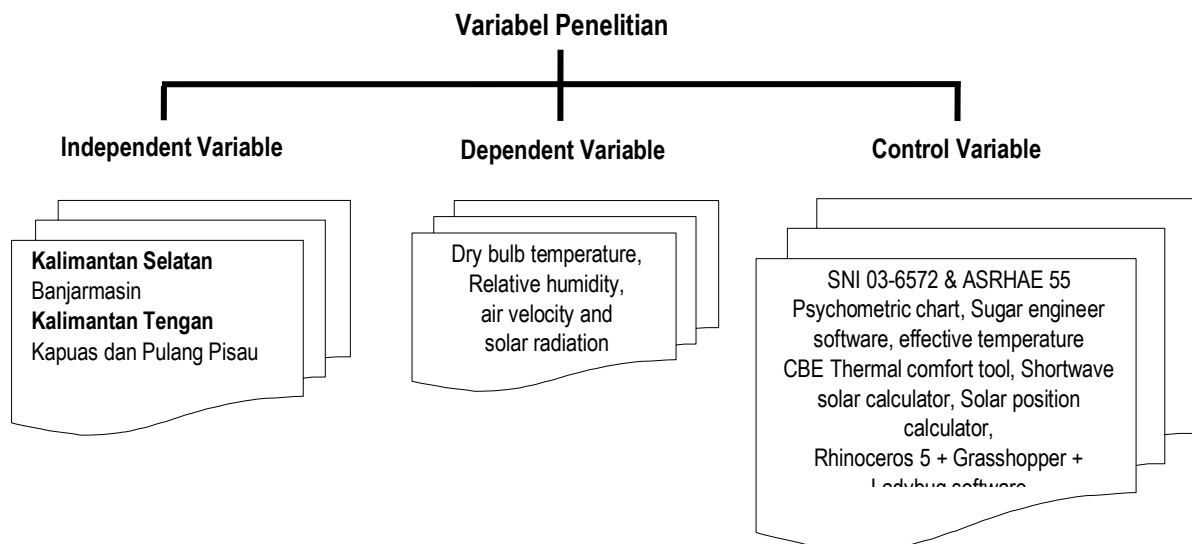 Variabel Penelitian
Independent Variable
Dependent Variable
Control Variable
Kalimantan Selatan
Banjarmasin
Kalimantan Tengan
Kapuas dan Pulang Pisau
Dry bulb temperature,
Relative humidity,
air velocity and
solar radiation
SNI 03-6572 & ASRHAE 55
Psychometric chart, Sugar engineer
software, effective temperature
CBE Thermal comfort tool, Shortwave
solar calculator, Solar position
calculator,
Rhinoceros 5 + Grasshopper +
Ladybug software